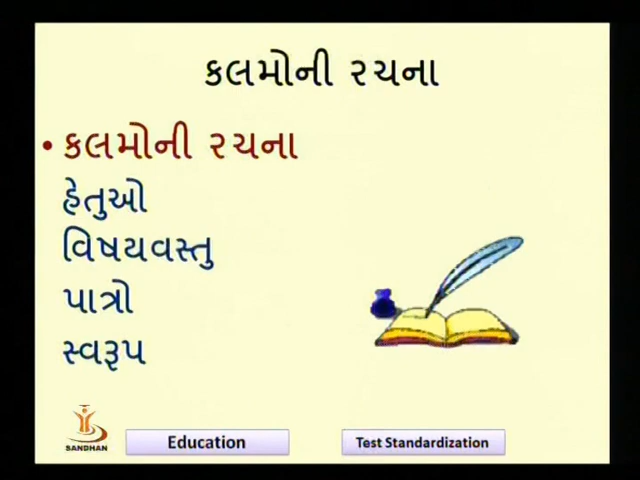 કલમોની રચના
• કલમોની રચના
હેતુઓ
વિષયવસ્તુ
પાત્રો
સ્વરૂપ
SANDHAN
Education
Test Standardization